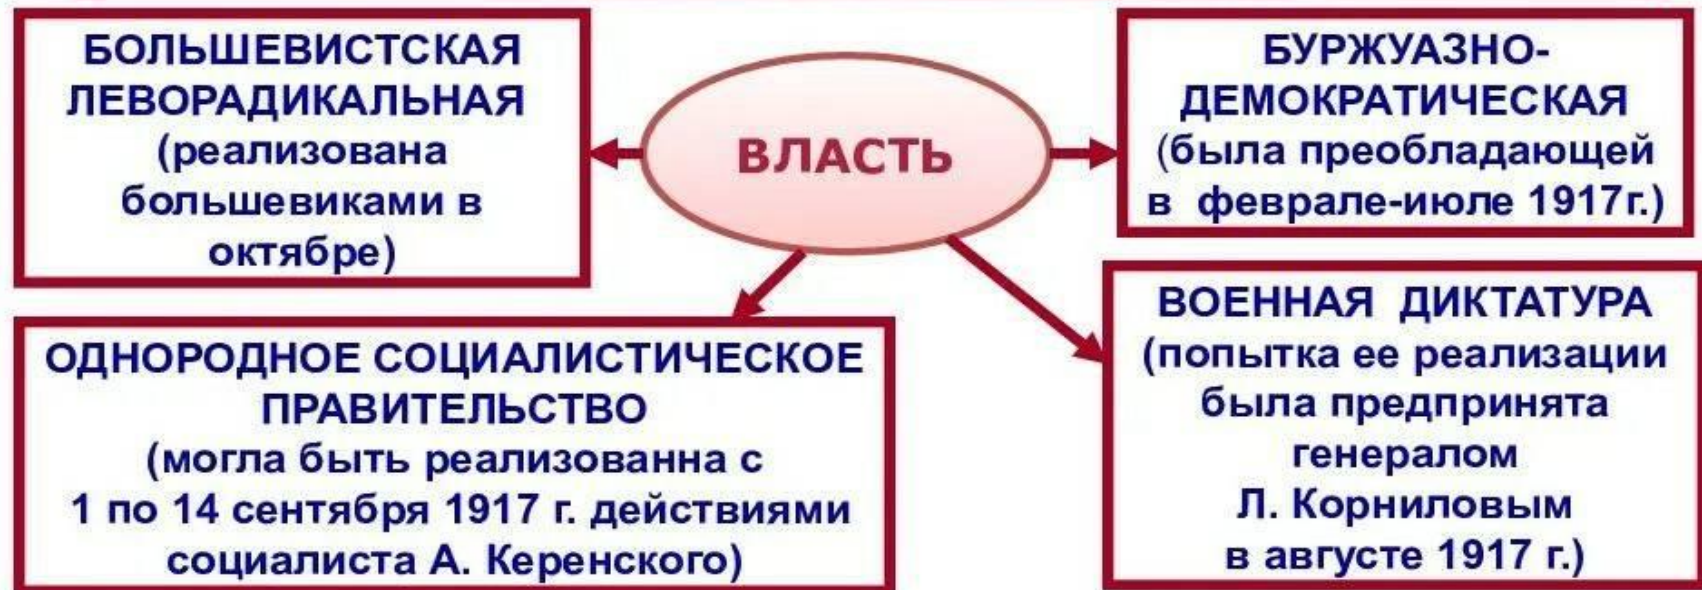 БОЛЬШЕВИСТСКАЯ
ЛЕВОРАДИКАЛЬНАЯ
(реализована
большевиками в
октябре)
ВЛАСТЬ
БУРЖУАЗНО-
ДЕМОКРАТИЧЕСКАЯ
(была преобладающей
в феврале-июле 1917г.)
ОДНОРОДНОЕ СОЦИАЛИСТИЧЕСКОЕ
ПРАВИТЕЛЬСТВО
(могла быть реализованна с
1 по 14 сентября 1917 г. действиями
социалиста А. Керенского)
ВОЕННАЯ ДИКТАТУРА
(попытка ее реализации
была предпринята
генералом
Л. Корниловым
в августе 1917 г.)